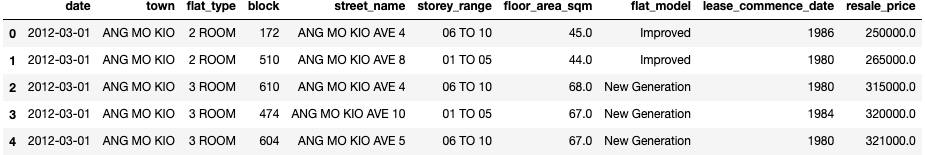 date town flat_type block street_name storey_range floor_area_sqm flat_model lease_commence_date resale_price
0 2012-03-01 ANG MO KIO 2 ROOM 172 ANG MO KIO AVE 4 06 TO 10 45.0 Improved 1986 250000.0
1 2012-03-01 ANG MO KIO 2 ROOM 510 ANG MO KIO AVE 8 01 TO 05 44.0 Improved 1980 265000.0
2 2012-03-01 ANG MO KIO 3 ROOM 610 ANG MO KIO AVE 4 06 TO 10 68.0 New Generation 1980 315000.0
3 2012-03-01 ANG MO KIO 3 ROOM 474 ANG MO KIO AVE 10 01 TO 05 67.0 New Generation 1984 320000.0
4 2012-03-01 ANG MO KIO 3 ROOM 604 ANG MO KIO AVE 5 06 TO 10 67.0 New Generation 1980 321000.0